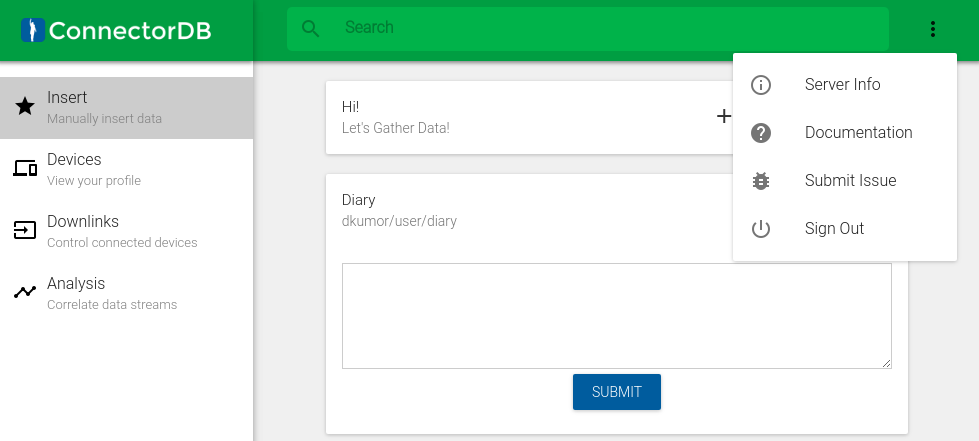 ConnectorDB
Search
Insert
Manually insert data
Devices
View your profile
Downlinks
Control connected devices
Analysis
Correlate data streams
Hi!
Let's Gather Data!
Diary
dkumor/user/diary
SUBMIT
Server Info
Documentation
Submit Issue
Sign Out